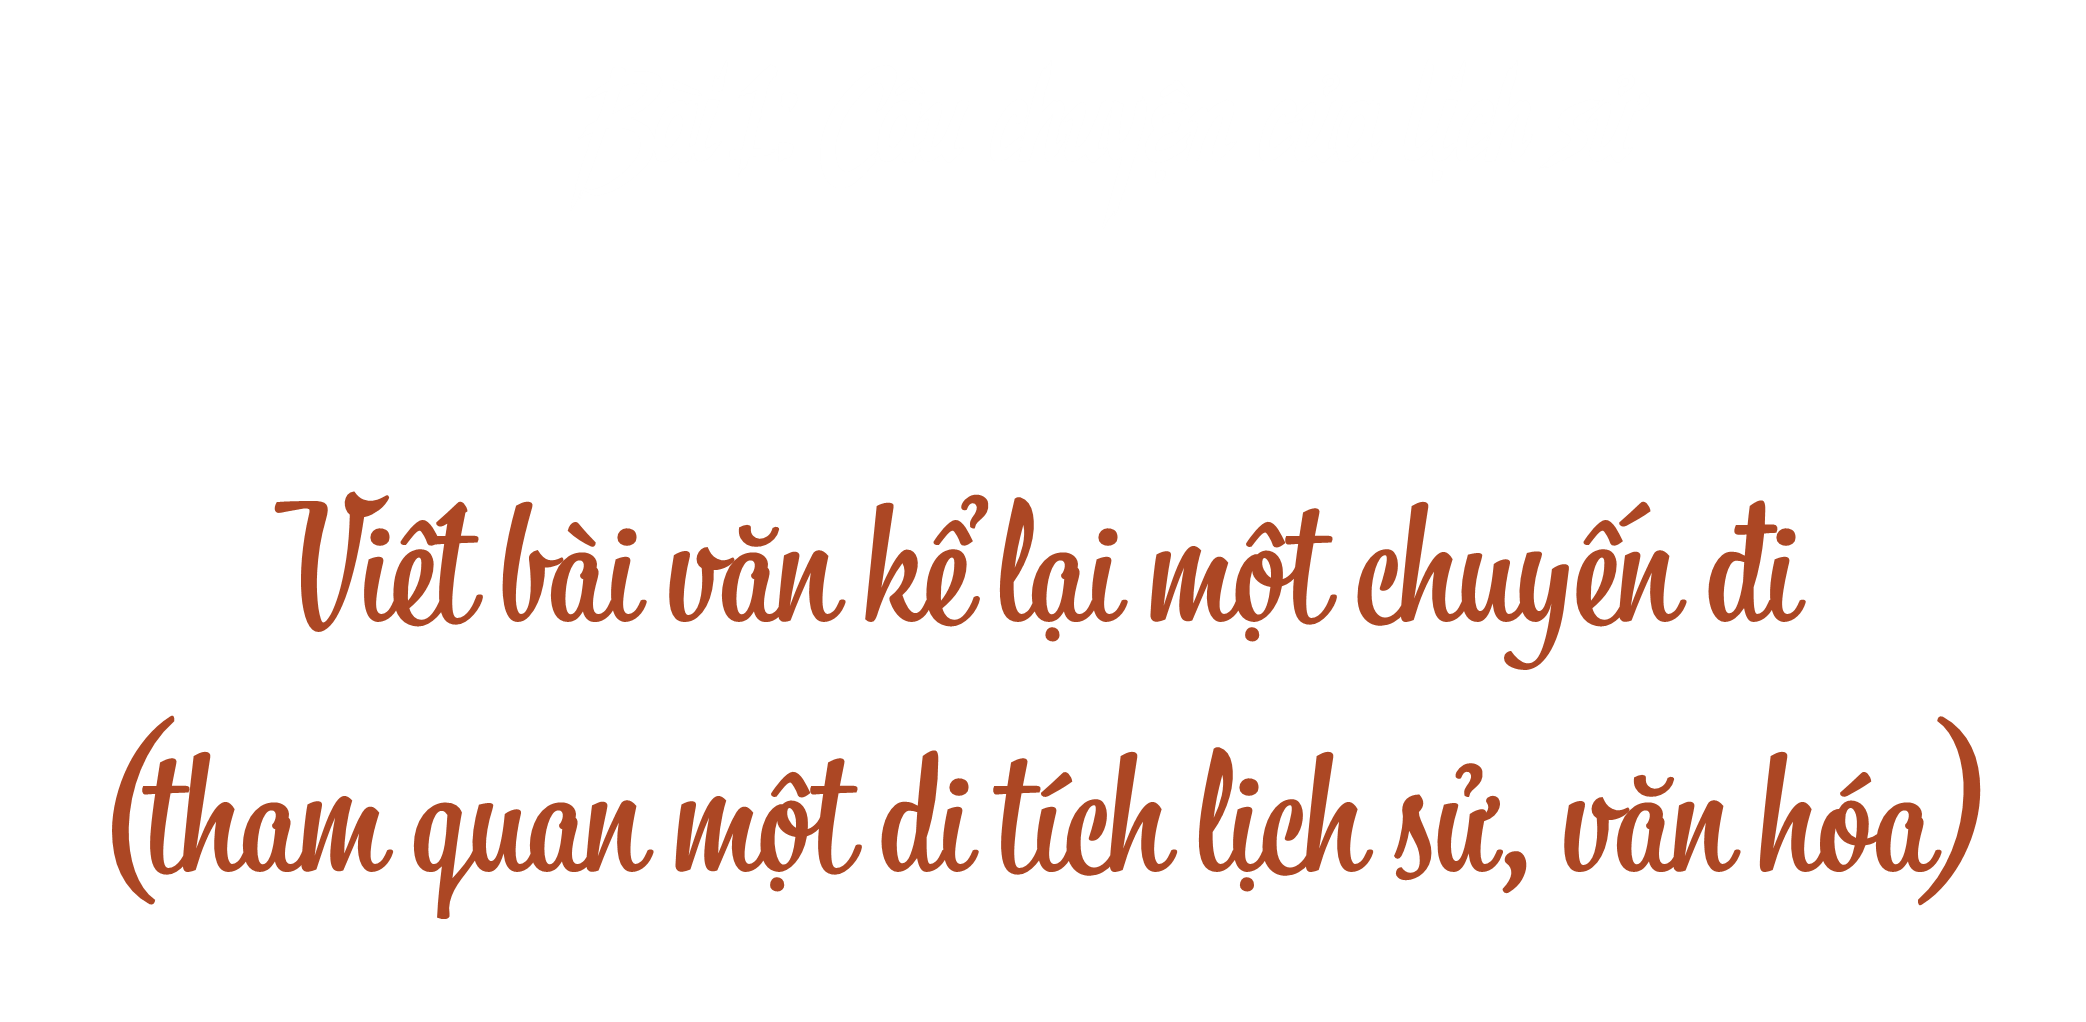 Viết bài văn kể lại một chuyến đi
(tham quan một di tích lịch sử, văn hóa)